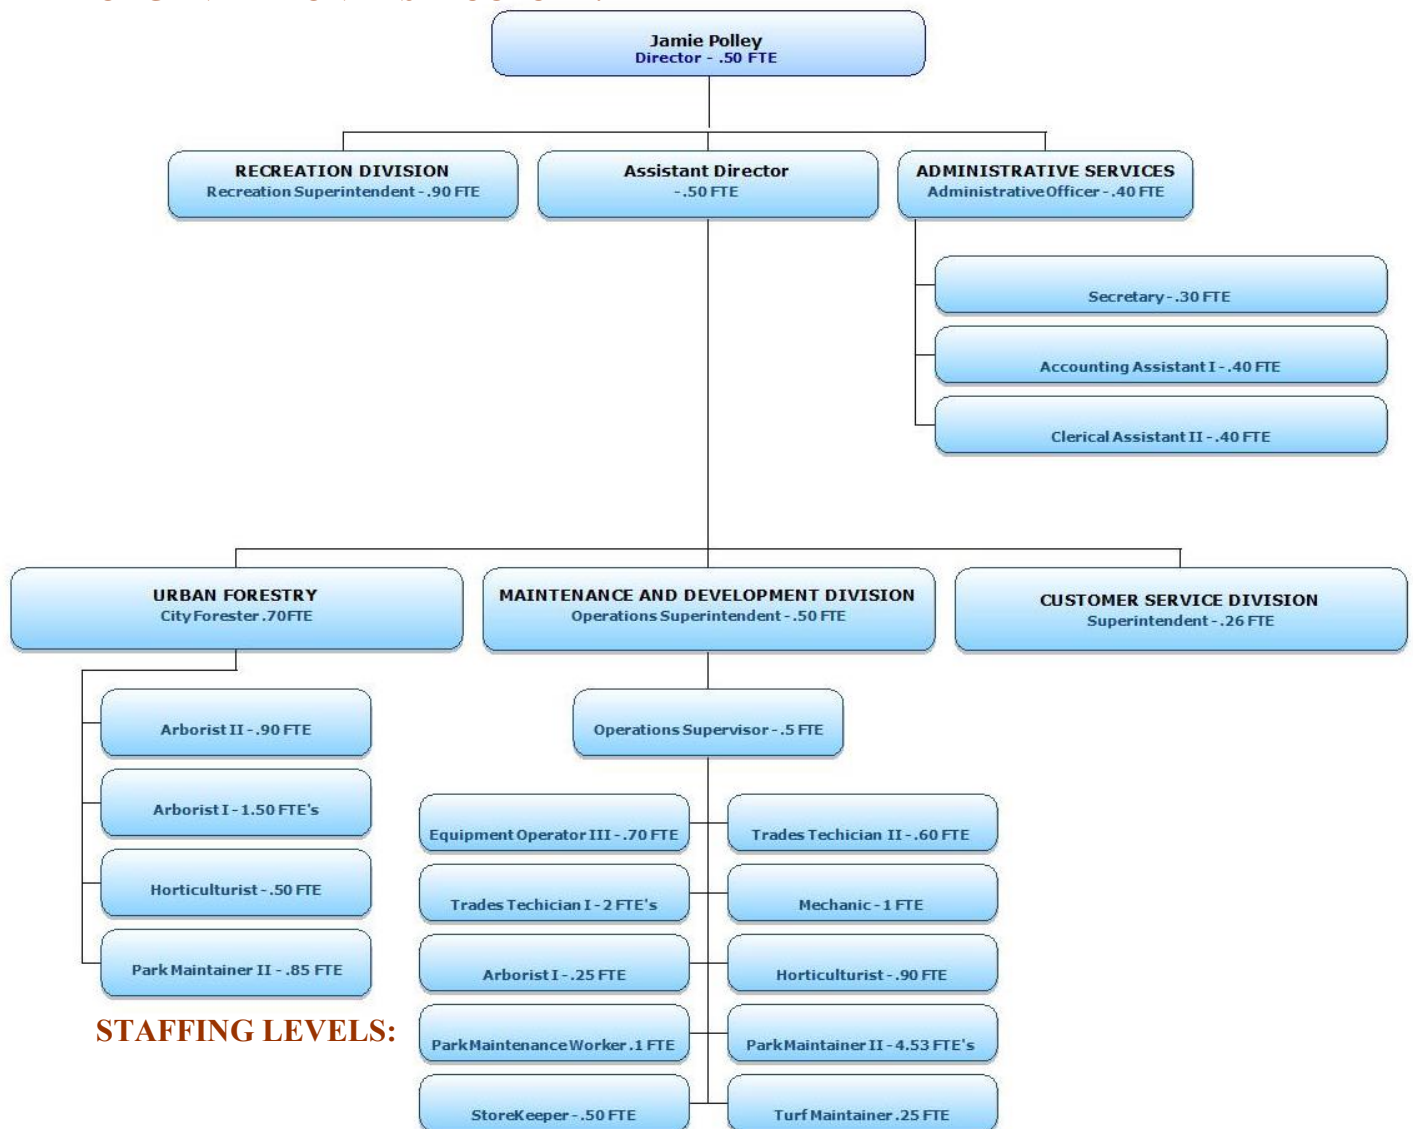 Jamie Polley
Director - .50 FTE
RECREATION DIVISION
Recreation Superintendent - .90 FTE
Assistant Director
- .50 FTE
ADMINISTRATIVE SERVICES
Administrative Officer - .40 FTE
Secretary - .30 FTE
Accounting Assistant I - .40 FTE
Clerical Assistant II - .40 FTE
URBAN FORESTRY
City Forester .70 FTE
MAINTENANCE AND DEVELOPMENT DIVISION
Operations Superintendent - .50 FTE
CUSTOMER SERVICE DIVISION
Superintendent - .26 FTE
Arborist II - .90 FTE
Arborist I - 1.50 FTE's
Horticulturist - .50 FTE
Park Maintainer II - .85 FTE
Operations Supervisor - .5 FTE
Equipment Operator III - .70 FTE
Trades Techician II - .60 FTE
Trades Techician I - 2 FTE's
Mechanic - 1 FTE
Arborist I - .25 FTE
Horticulturist - .90 FTE
Park Maintenance Worker .1 FTE
Park Maintainer II - 4.53 FTE's
StoreKeeper - .50 FTE
Turf Maintainer .25 FTE
STAFFING LEVELS: